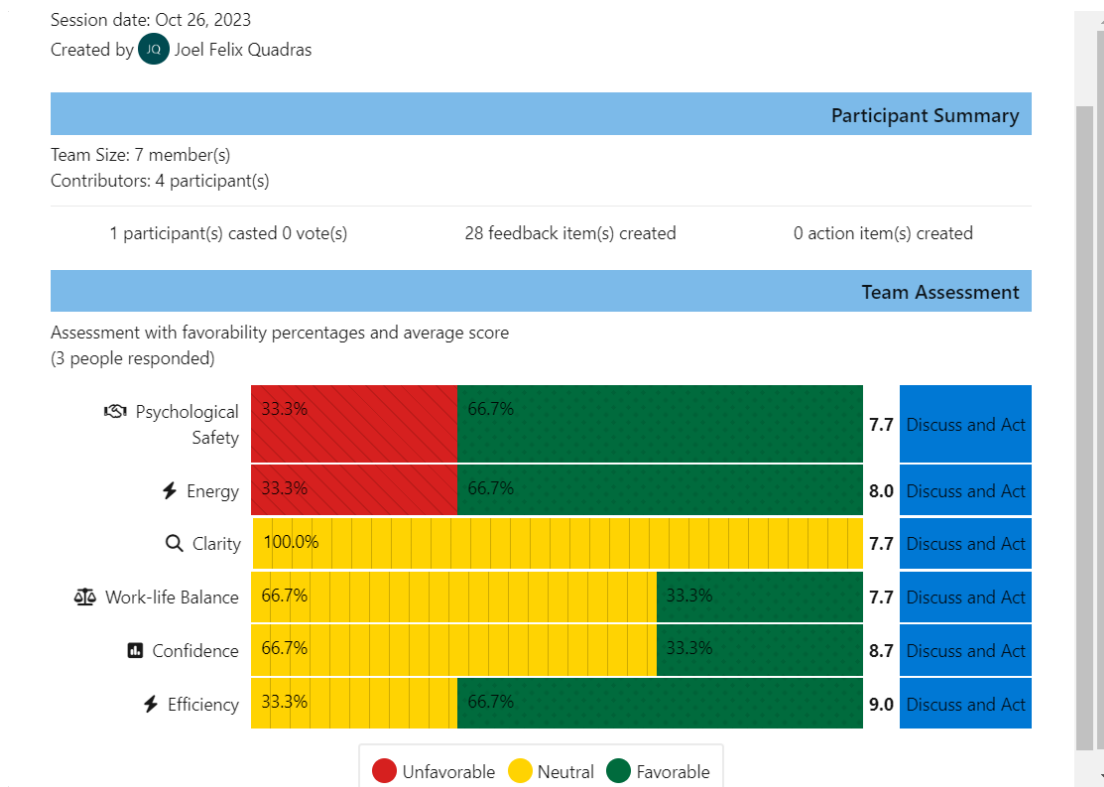 Session date: Oct 26, 2023
Created by JQ Joel Felix Quadras
Participant Summary
Team Size: 7 member(s)
Contributors: 4 participant(s)
1 participant(s) casted 0 vote(s) 28 feedback item(s) created 0 action item(s) created
Team Assessment
Assessment with favorability percentages and average score
(3 people responded)
Psychological Safety 33.3% 66.7% 7.7 Discuss and Act
Energy 33.3% 66.7% 8.0 Discuss and Act
Clarity 100.0% 7.7 Discuss and Act
Work-life Balance 66.7% 33.3% 7.7 Discuss and Act
Confidence 66.7% 33.3% 8.7 Discuss and Act
Efficiency 33.3% 66.7% 9.0 Discuss and Act
Unfavorable Neutral Favorable